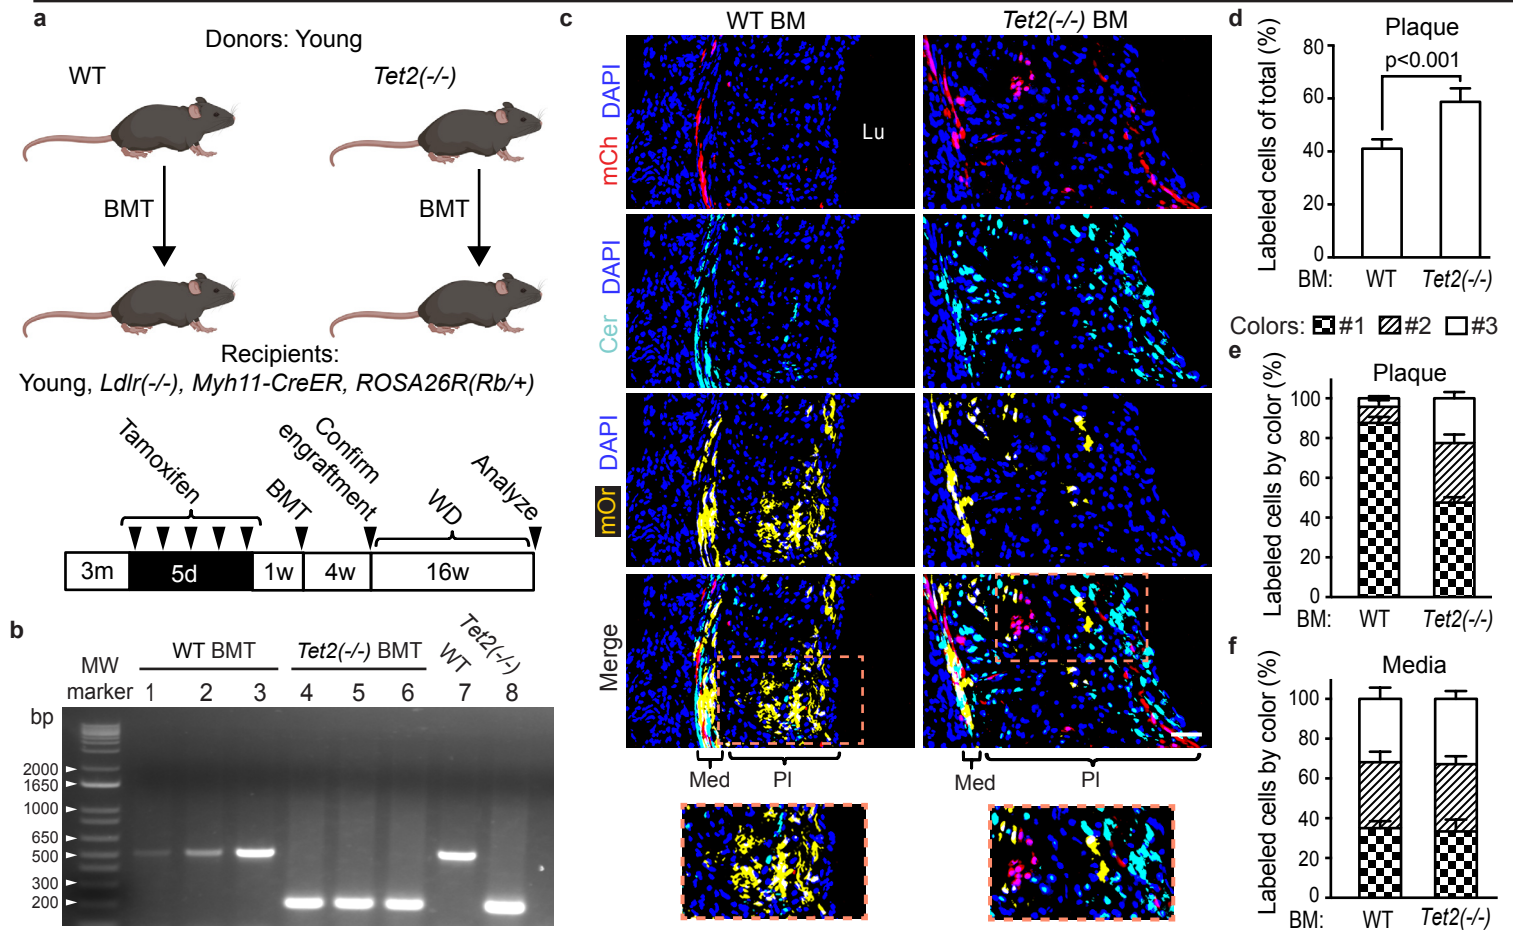 a
Donors: Young
WT
Tet2(-/-)
BMT
BMT
Recipients:
Young, Ldlr(-/-), Myh11-CreER, ROSA26R(Rb/+)
Tamoxifen
BMT
Confirm
engraftment
WD
Analyze
3m
5d
1w
4w
16w
b
MW
marker
WT BMT
Tet2(-/-) BMT
WT
Tet2(-/-)
1
2
3
4
5
6
7
8
bp
2000
1650
1000
650
500
300
200
c
WT BM
Tet2(-/-) BM
mCh DAPI
Lu
Cer DAPI
mOr DAPI
Merge
Med
Pl
Med
Pl
d
Plaque
p<0.001
Labeled cells of total (%)
80
60
40
20
0
BM:
WT
Tet2(-/-)
Colors:
#1
#2
#3
e
Plaque
Labeled cells by color (%)
100
80
60
40
20
0
BM:
WT
Tet2(-/-)
f
Media
Labeled cells by color (%)
100
80
60
40
20
0
BM:
WT
Tet2(-/-)